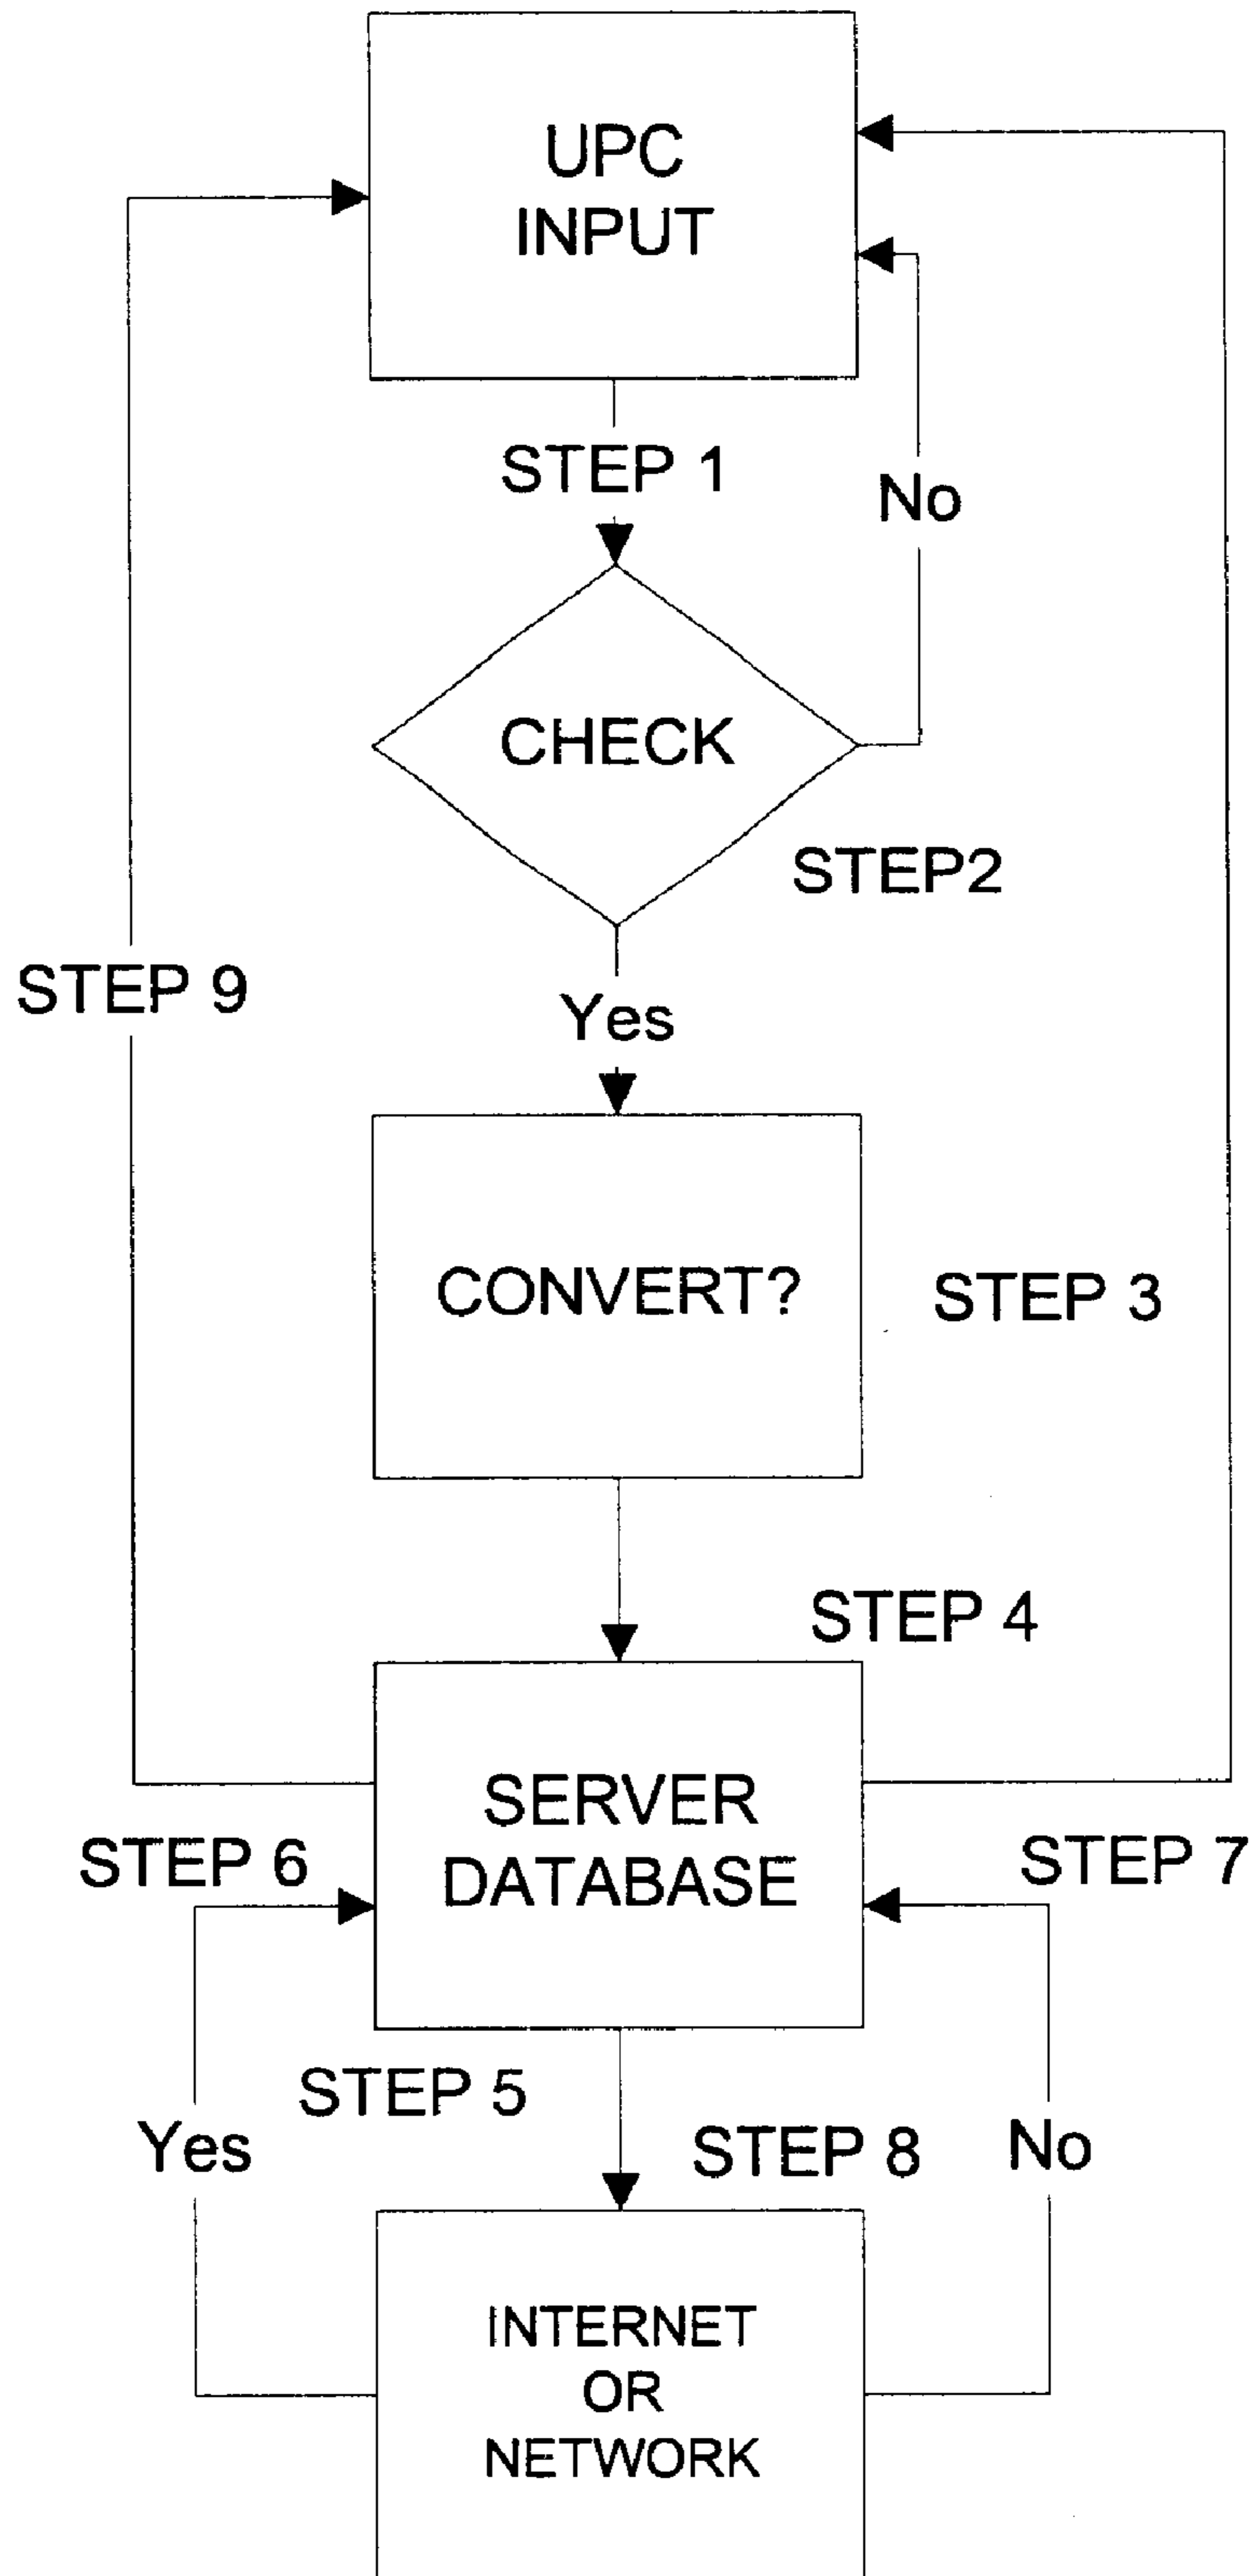 UPC
INPUT
STEP 1
No
CHECK
STEP2
STEP 9
Yes
CONVERT?
STEP 3
STEP 4
SERVER
DATABASE
STEP 6
STEP 7
STEP 5
Yes
STEP 8
No
INTERNET
OR
NETWORK